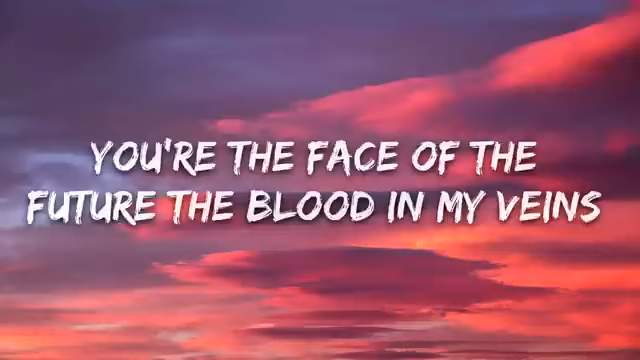 YOU'RE THE FACE OF THE
FUTURE THE BLOOD IN MY VEINS